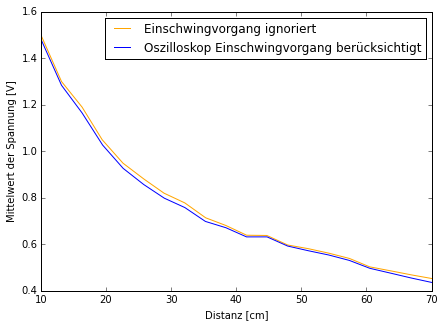 1.6
1.4
1.2
1.0
0.8
0.6
0.4
Mittelwert der Spannung [V]
Einschwingvorgang ignoriert
Oszilloskop Einschwingvorgang berücksichtigt
10 20 30 40 50 60 70
Distanz [cm]